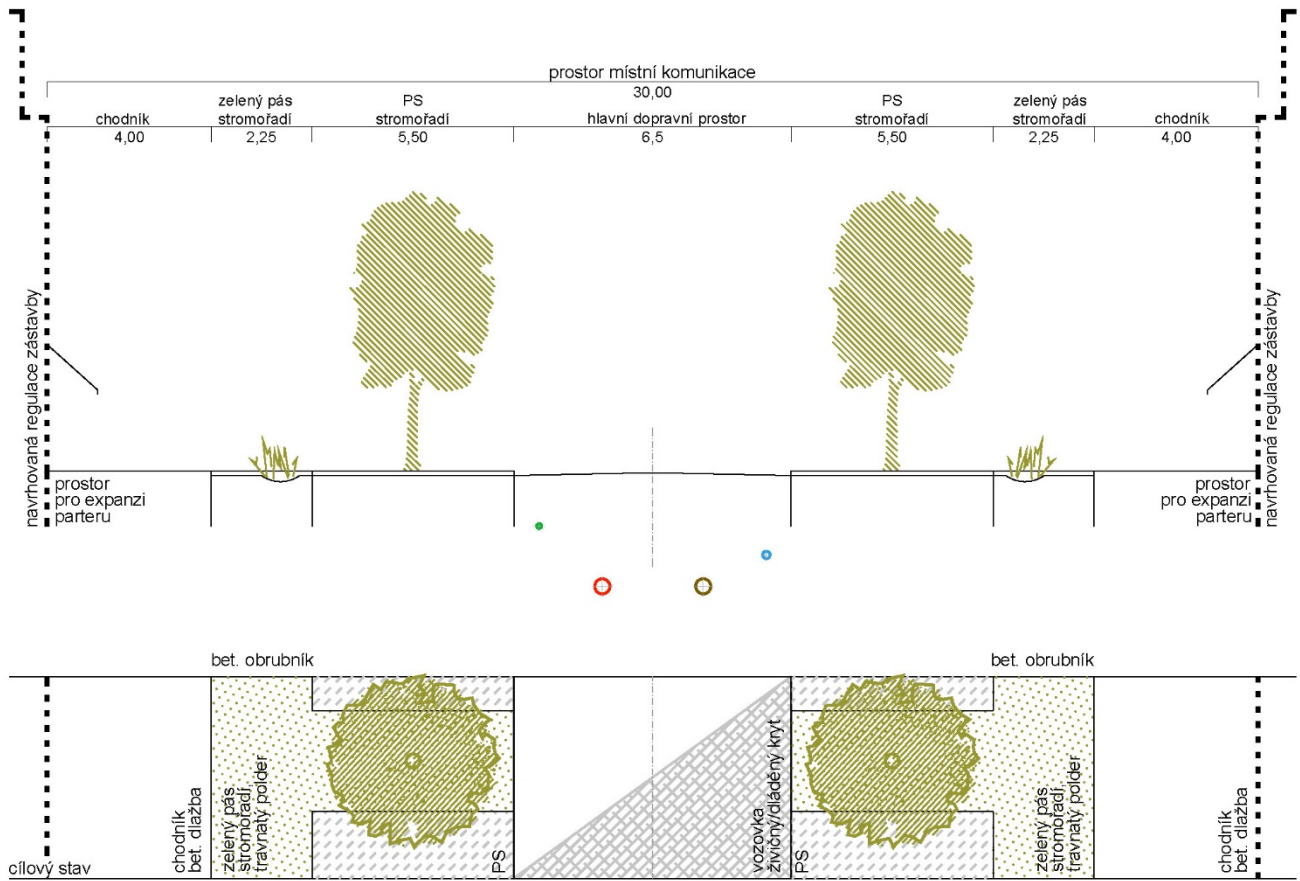 prostor místní komunikace
30,00
chodník
4,00
zelený pás
stromořadí
2,25
PS
stromořadí
5,50
hlavní dopravní prostor
6,5
PS
stromořadí
5,50
zelený pás
stromořadí
2,25
chodník
4,00
navrhovaná regulace zástavby
prostor
pro expanzi
parteru
prostor
pro expanzi
parteru
navrhovaná regulace zástavby
bet. obrubník
bet. obrubník
chodník
bet. dlažba
zelený pás
stromořadí,
travnatý polder
PS
vozovka
živičný/dlážděný kryt
PS
zelený pás
stromořadí,
travnatý polder
chodník
bet. dlažba
cílový stav